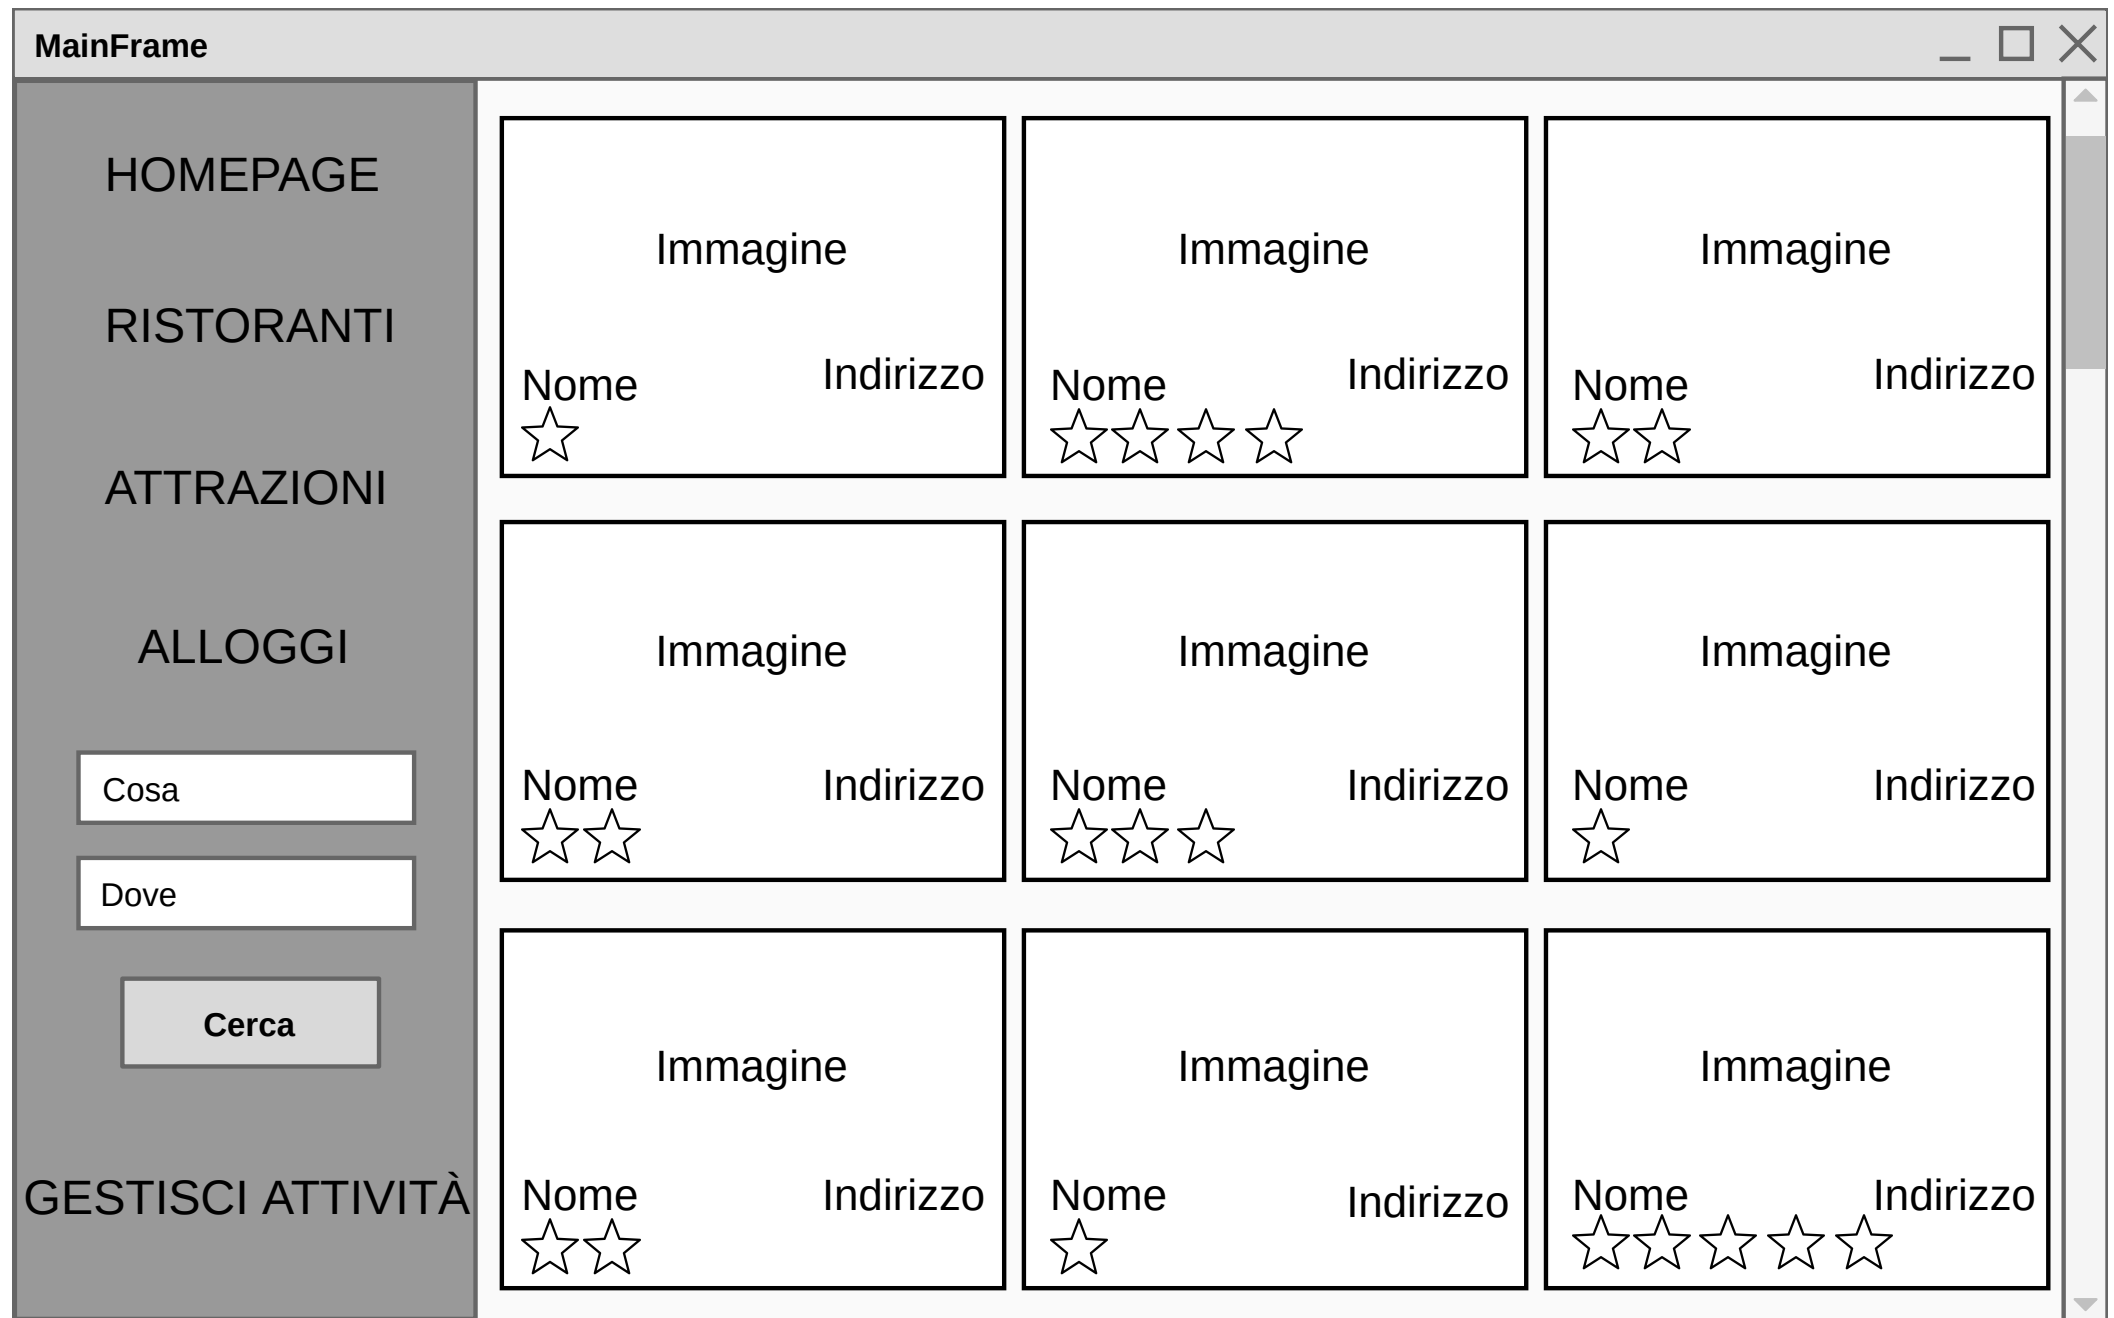 MainFrame
HOMEPAGE
RISTORANTI
ATTRAZIONI
ALLOGGI
Cosa
Dove
Cerca
GESTISCI ATTIVITÀ
Immagine
Nome
Indirizzo
Immagine
Nome
Indirizzo
Immagine
Nome
Indirizzo
Immagine
Nome
Indirizzo
Immagine
Nome
Indirizzo
Immagine
Nome
Indirizzo
Immagine
Nome
Indirizzo
Immagine
Nome
Indirizzo
Immagine
Nome
Indirizzo